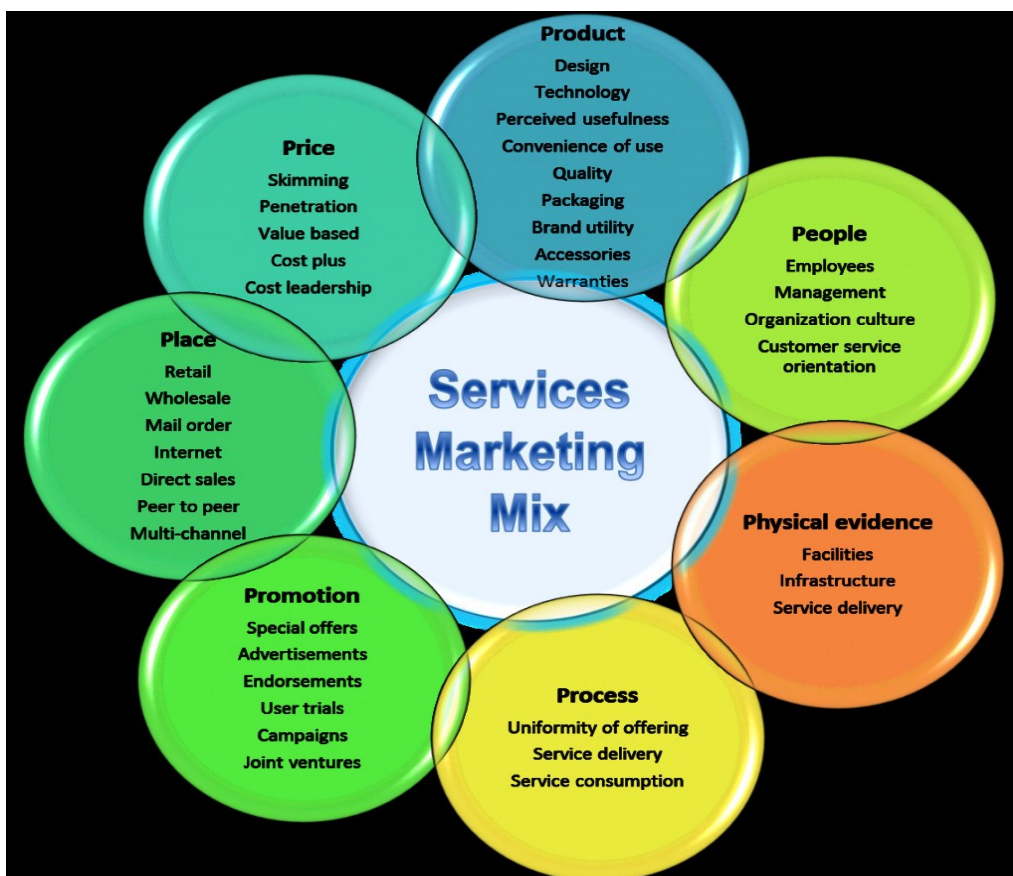 Product
Design
Technology
Perceived usefulness
Convenience of use
Quality
Packaging
Brand utility
Accessories
Warranties
Price
Skimming
Penetration
Value based
Cost plus
Cost leadership
People
Employees
Management
Organization culture
Customer service
orientation
Place
Retail
Wholesale
Mail order
Internet
Direct sales
Peer to peer
Multi-channel
Services
Marketing
Mix
Physical evidence
Facilities
Infrastructure
Service delivery
Promotion
Special offers
Advertisements
Endorsements
User trials
Campaigns
Joint ventures
Process
Uniformity of offering
Service delivery
Service consumption